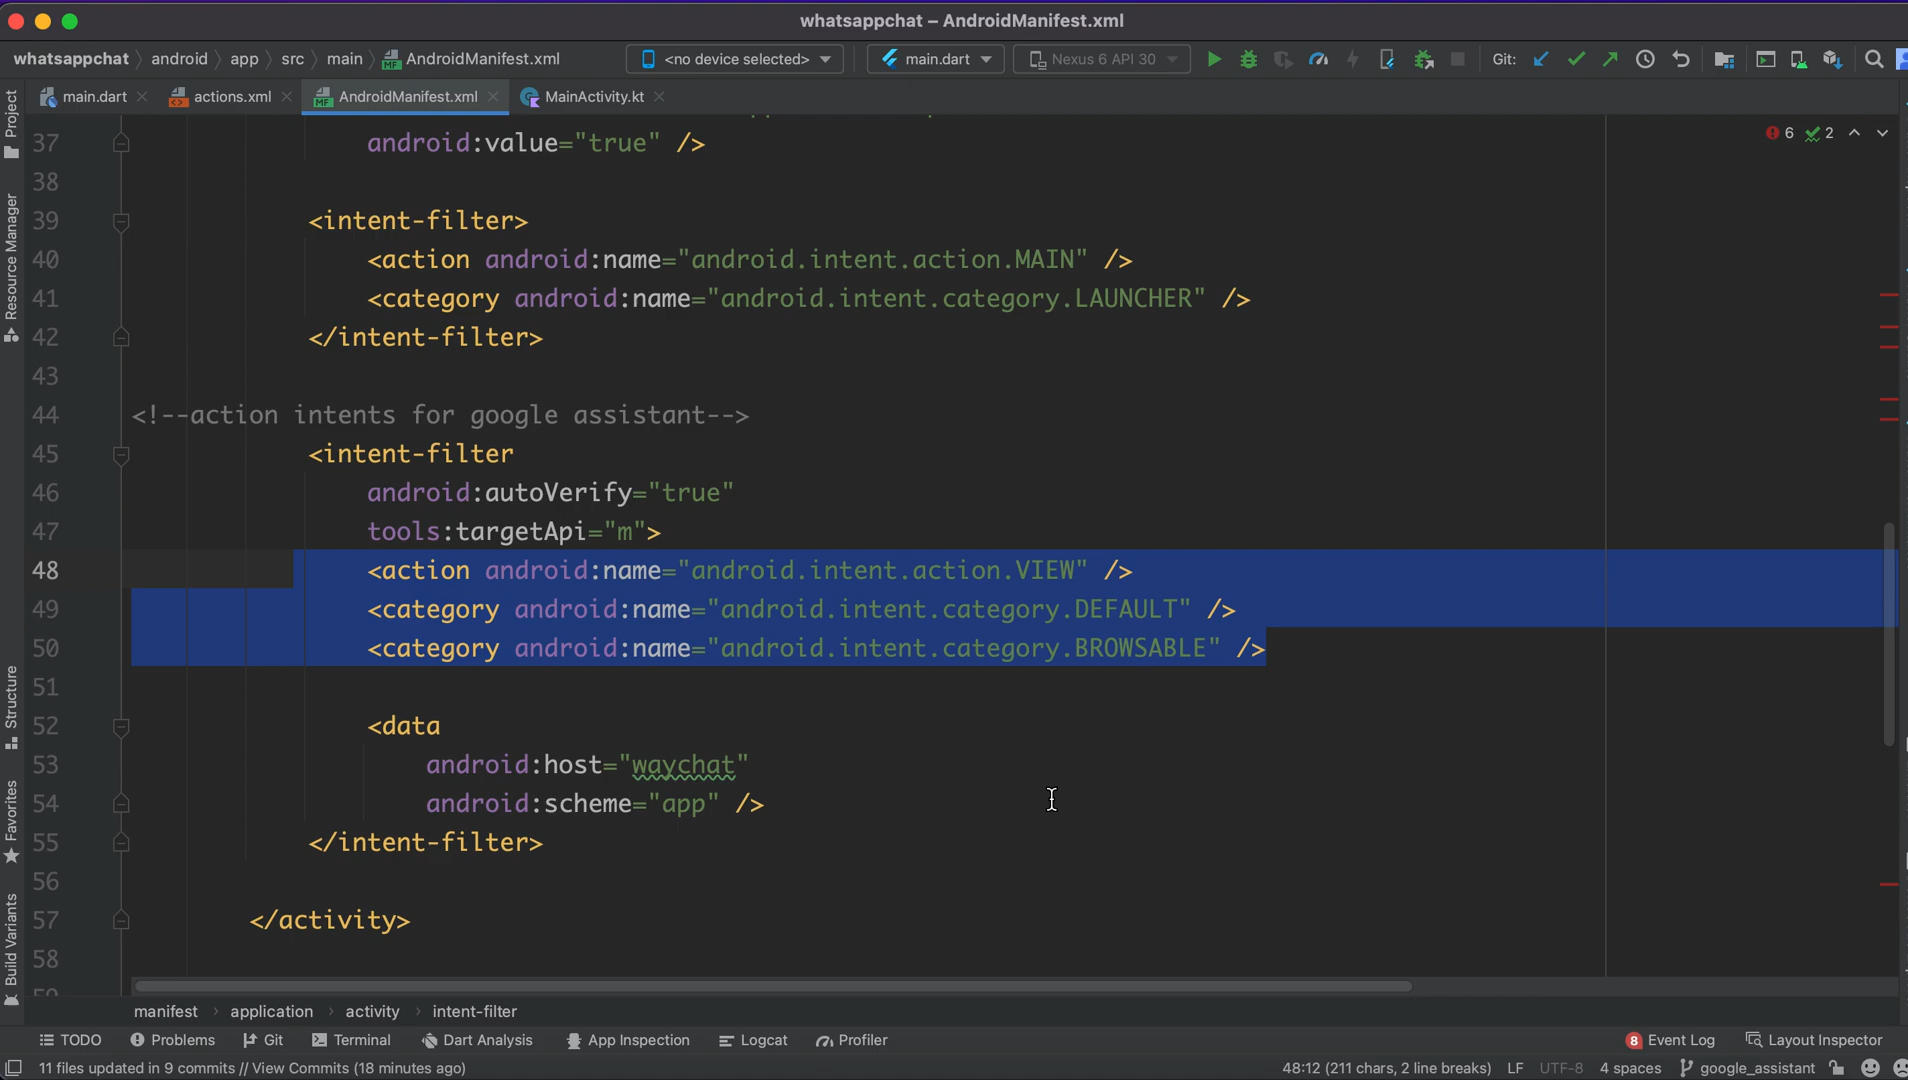 whatsappchat – AndroidManifest.xml
whatsappchat android app src main AndroidManifest.xml <no device selected> main.dart Nexus 6 API 30 Git:
main.dart actions.xml AndroidManifest.xml MainActivity.kt
Project
Resource Manager
Structure
Favorites
Build Variants
6 2
37 android:value="true" />
38
39 <intent-filter>
40 <action android:name="android.intent.action.MAIN" />
41 <category android:name="android.intent.category.LAUNCHER" />
42 </intent-filter>
43
44 <!--action intents for google assistant-->
45 <intent-filter
46 android:autoVerify="true"
47 tools:targetApi="m">
48 <action android:name="android.intent.action.VIEW" />
49 <category android:name="android.intent.category.DEFAULT" />
50 <category android:name="android.intent.category.BROWSABLE" />
51
52 <data
53 android:host="waychat"
54 android:scheme="app" />
55 </intent-filter>
56
57 </activity>
58
manifest application activity intent-filter
TODO Problems Git Terminal Dart Analysis App Inspection Logcat Profiler 8 Event Log Layout Inspector
11 files updated in 9 commits // View Commits (18 minutes ago) 48:12 (211 chars, 2 line breaks) LF UTF-8 4 spaces google_assistant